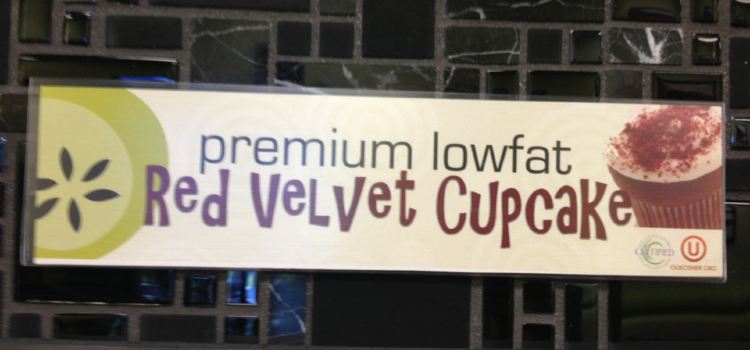 premium lowfat
Red Velvet Cupcake
CERTIFIED
U
OUKOSHER.ORG